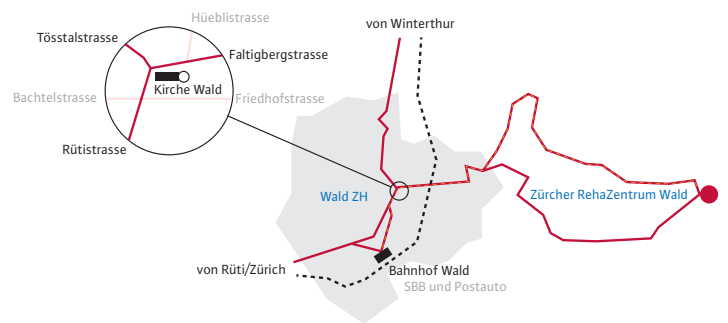 Hüeblistrasse
von Winterthur
Tösstalstrasse
Faltigbergstrasse
Kirche Wald
Bachtelstrasse
Friedhofstrasse
Rütistrasse
Wald ZH
Zürcher RehaZentrum Wald
von Rüti/Zürich
Bahnhof Wald
SBB und Postauto